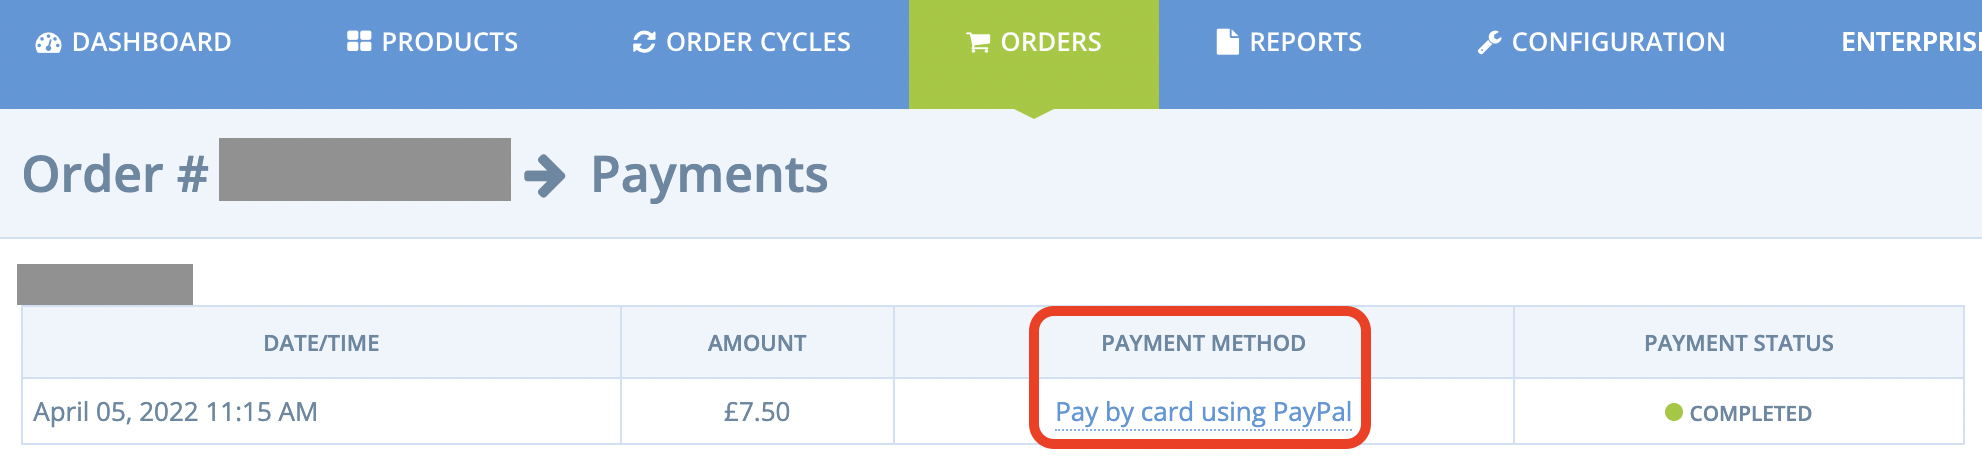 DASHBOARD PRODUCTS ORDER CYCLES ORDERS REPORTS CONFIGURATION ENTERPRIS
Order # Payments
DATE/TIME AMOUNT PAYMENT METHOD PAYMENT STATUS
April 05, 2022 11:15 AM £7.50 Pay by card using PayPal COMPLETED